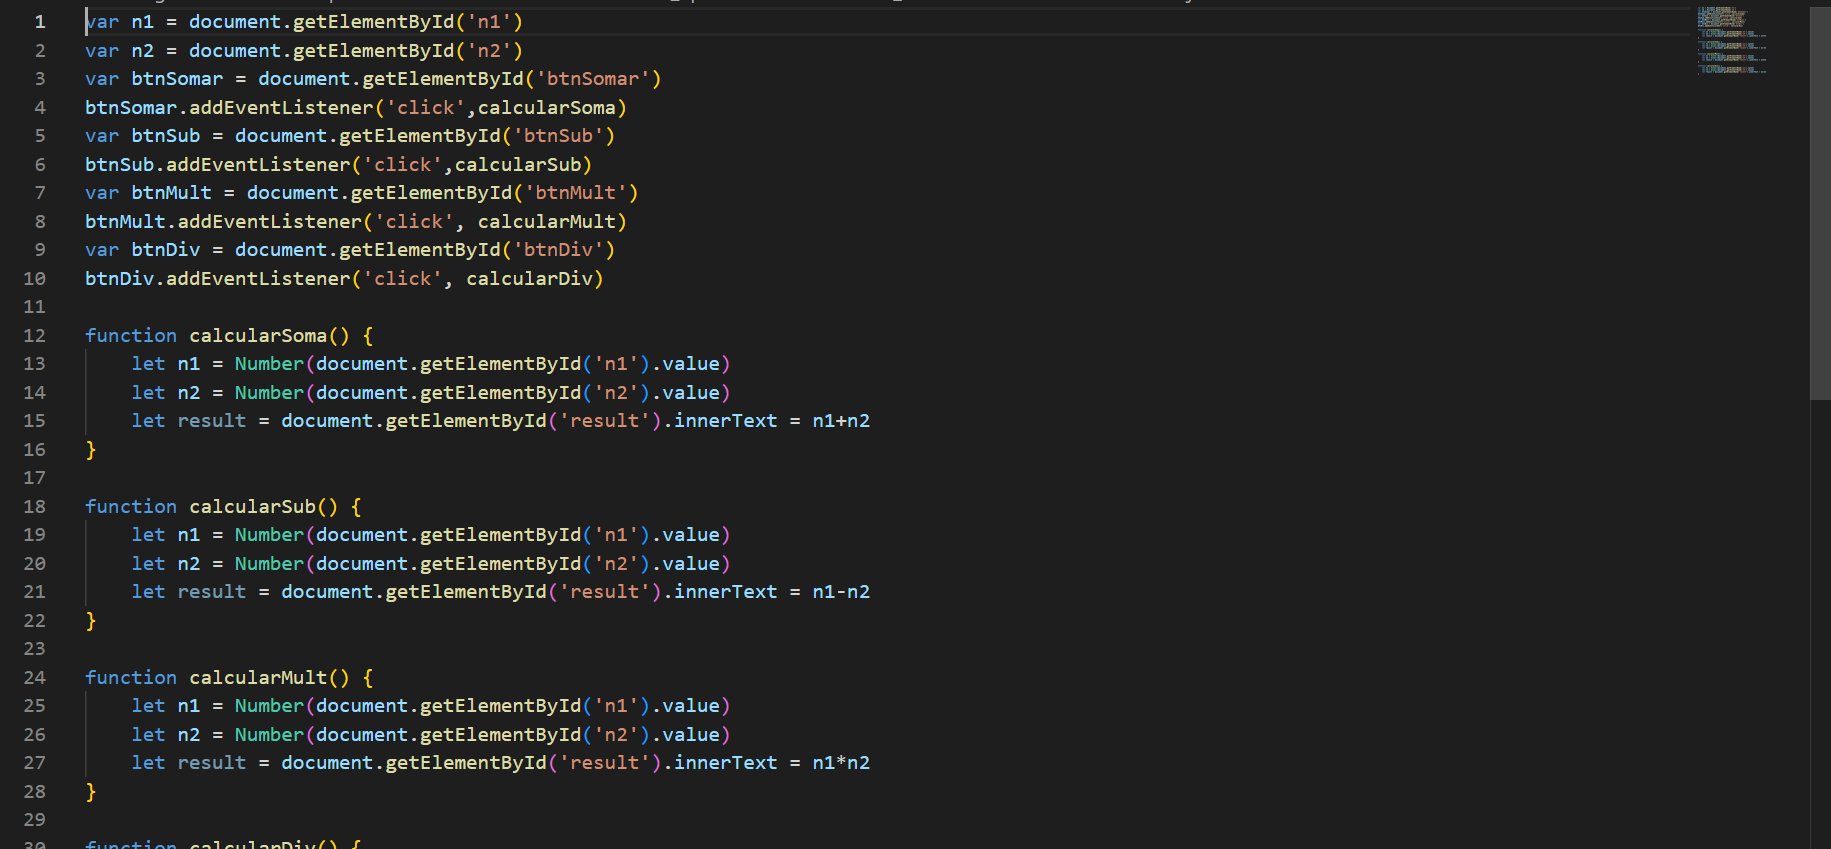 1 var n1 = document.getElementById('n1')
2 var n2 = document.getElementById('n2')
3 var btnSomar = document.getElementById('btnSomar')
4 btnSomar.addEventListener('click',calcularSoma)
5 var btnSub = document.getElementById('btnSub')
6 btnSub.addEventListener('click',calcularSub)
7 var btnMult = document.getElementById('btnMult')
8 btnMult.addEventListener('click', calcularMult)
9 var btnDiv = document.getElementById('btnDiv')
10 btnDiv.addEventListener('click', calcularDiv)
11
12 function calcularSoma() {
13     let n1 = Number(document.getElementById('n1').value)
14     let n2 = Number(document.getElementById('n2').value)
15     let result = document.getElementById('result').innerText = n1+n2
16 }
17
18 function calcularSub() {
19     let n1 = Number(document.getElementById('n1').value)
20     let n2 = Number(document.getElementById('n2').value)
21     let result = document.getElementById('result').innerText = n1-n2
22 }
23
24 function calcularMult() {
25     let n1 = Number(document.getElementById('n1').value)
26     let n2 = Number(document.getElementById('n2').value)
27     let result = document.getElementById('result').innerText = n1*n2
28 }
29
30 function calcularDiv() {